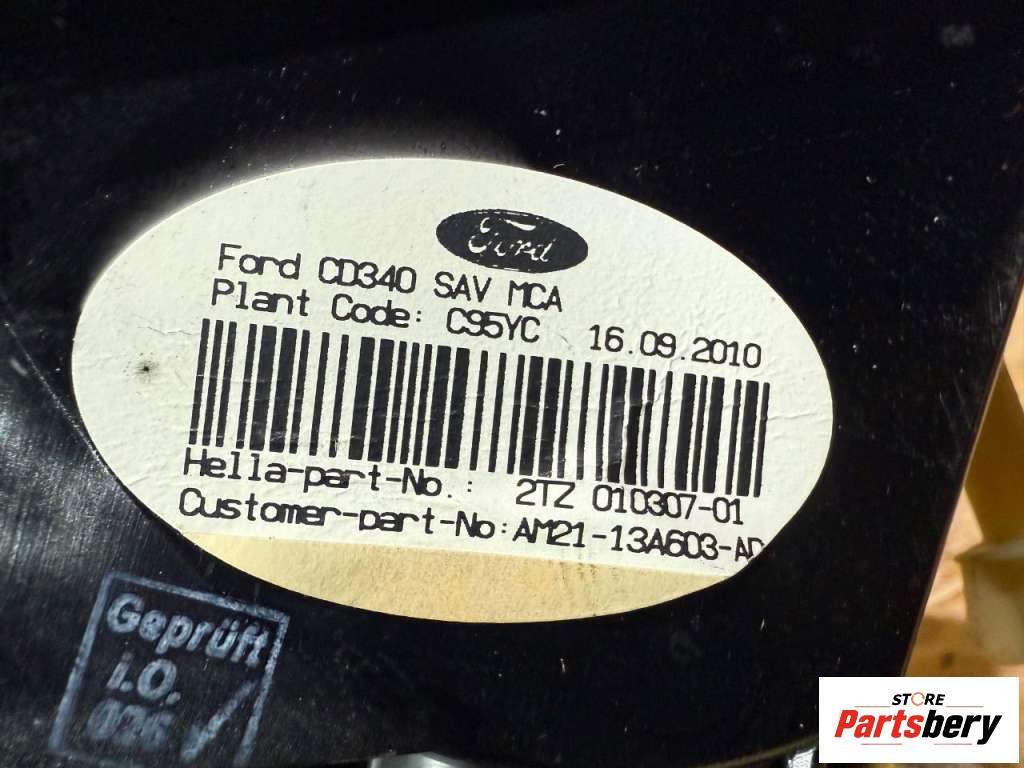 Ford
Ford CD340 SAV MCA
Plant Code: C95YC 16.09.2010
Hella-part-No.: 2TZ 010307-01
Customer-part-No: AM21-13A603-AD
Geprüft
i.O.
026
STORE
Partsbery